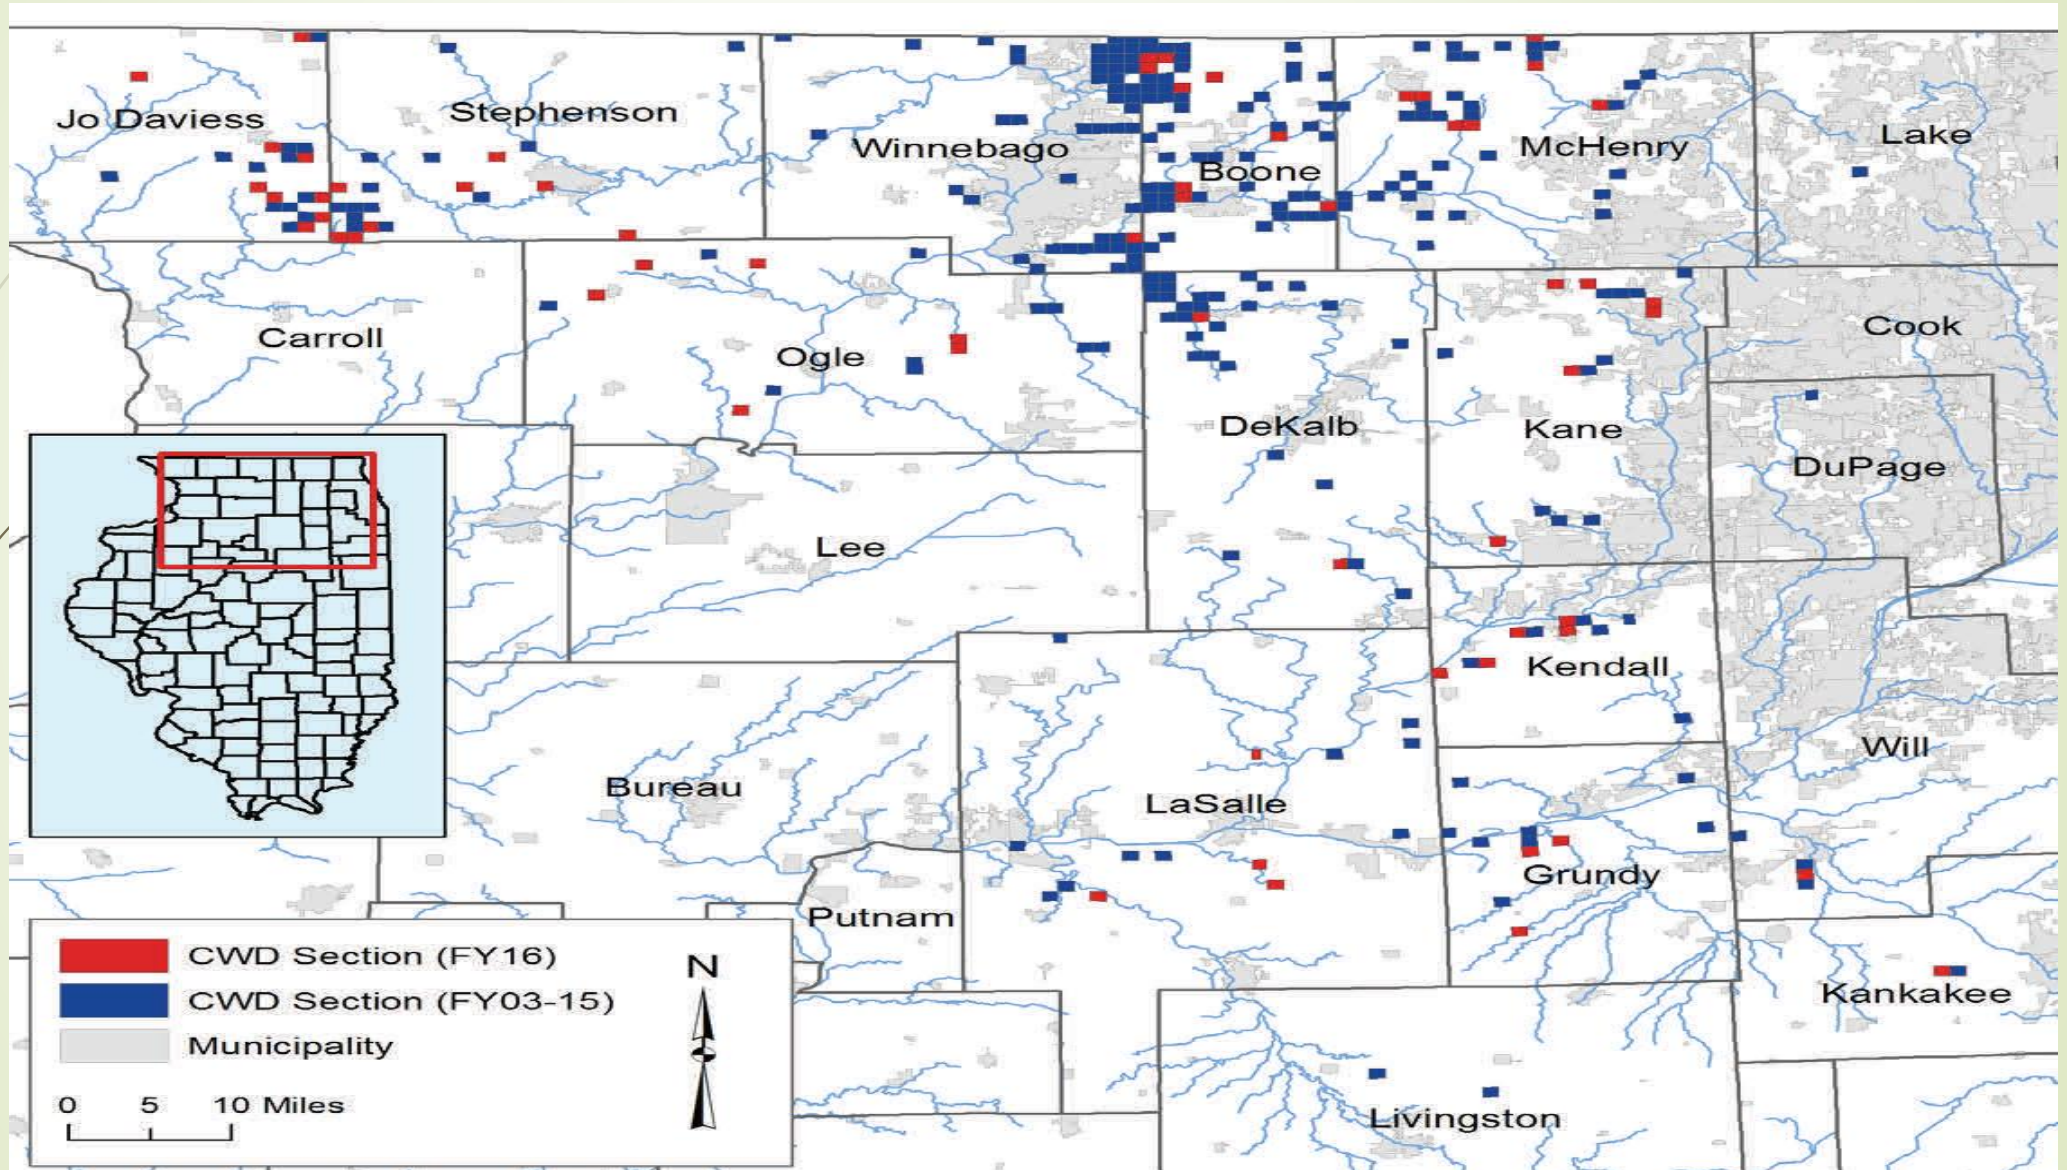 Jo Daviess
Stephenson
Winnebago
Boone
McHenry
Lake
Carroll
Ogle
DeKalb
Kane
Cook
DuPage
Lee
Kendall
Bureau
LaSalle
Will
Putnam
Grundy
Kankakee
Livingston
CWD Section (FY16)
CWD Section (FY03-15)
Municipality
0 5 10 Miles
N